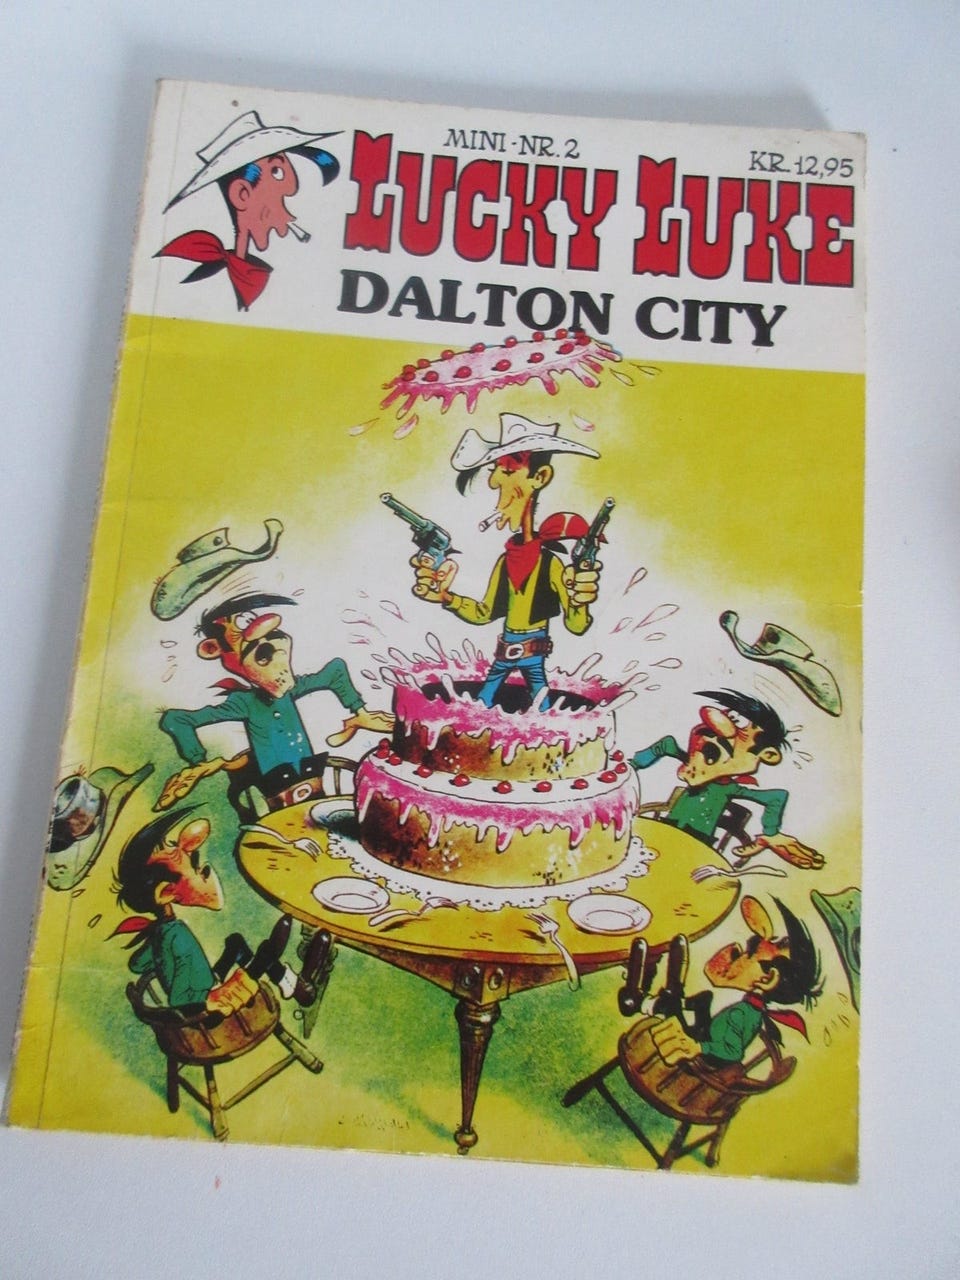 MINI-NR. 2
KR. 12,95
LUCKY LUKE
DALTON CITY